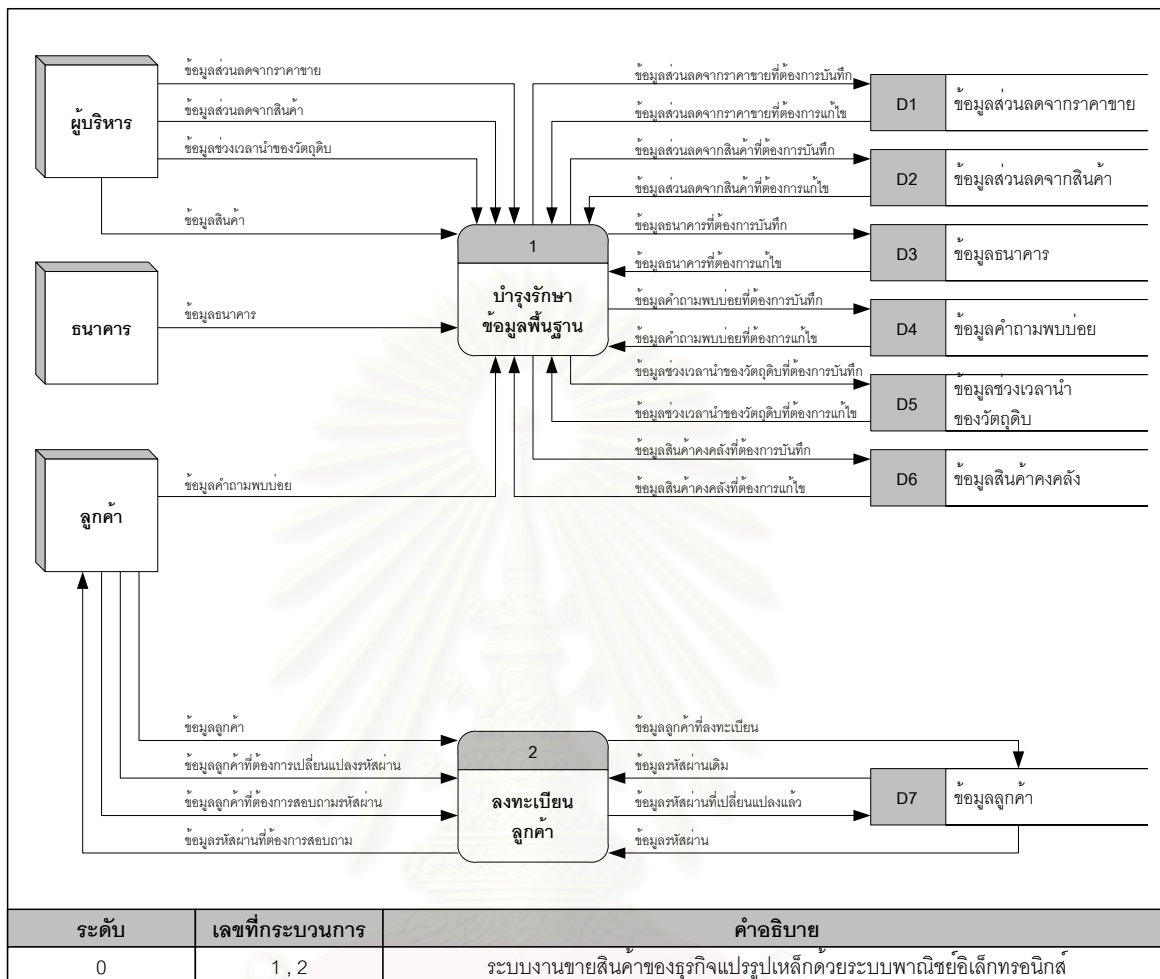 ผู้บริหาร
ข้อมูลส่วนลดจากราคาขาย
ข้อมูลส่วนลดจากสินค้า
ข้อมูลช่วงเวลานำของวัตถุดิบ
ข้อมูลสินค้า
ธนาคาร
ข้อมูลธนาคาร
ลูกค้า
ข้อมูลคำถามพบบ่อย
1
บำรุงรักษา
ข้อมูลพื้นฐาน
ข้อมูลส่วนลดจากราคาขายที่ต้องการบันทึก
ข้อมูลส่วนลดจากราคาขายที่ต้องการแก้ไข
D1 ข้อมูลส่วนลดจากราคาขาย
ข้อมูลส่วนลดจากสินค้าที่ต้องการบันทึก
ข้อมูลส่วนลดจากสินค้าที่ต้องการแก้ไข
D2 ข้อมูลส่วนลดจากสินค้า
ข้อมูลธนาคารที่ต้องการบันทึก
ข้อมูลธนาคารที่ต้องการแก้ไข
D3 ข้อมูลธนาคาร
ข้อมูลคำถามพบบ่อยที่ต้องการบันทึก
ข้อมูลคำถามพบบ่อยที่ต้องการแก้ไข
D4 ข้อมูลคำถามพบบ่อย
ข้อมูลช่วงเวลานำของวัตถุดิบที่ต้องการบันทึก
ข้อมูลช่วงเวลานำของวัตถุดิบที่ต้องการแก้ไข
D5 ข้อมูลช่วงเวลานำ
ของวัตถุดิบ
ข้อมูลสินค้าคงคลังที่ต้องการบันทึก
ข้อมูลสินค้าคงคลังที่ต้องการแก้ไข
D6 ข้อมูลสินค้าคงคลัง
ข้อมูลลูกค้า
ข้อมูลลูกค้าที่ต้องการเปลี่ยนแปลงรหัสผ่าน
ข้อมูลลูกค้าที่ต้องการสอบถามรหัสผ่าน
ข้อมูลรหัสผ่านที่ต้องการสอบถาม
2
ลงทะเบียน
ลูกค้า
ข้อมูลลูกค้าที่ลงทะเบียน
ข้อมูลรหัสผ่านเดิม
ข้อมูลรหัสผ่านที่เปลี่ยนแปลงแล้ว
ข้อมูลรหัสผ่าน
D7 ข้อมูลลูกค้า
ระดับ เลขที่กระบวนการ คำอธิบาย
0 1 , 2 ระบบงานขายสินค้าของธุรกิจแปรรูปเหล็กด้วยระบบพาณิชย์อิเล็กทรอนิกส์